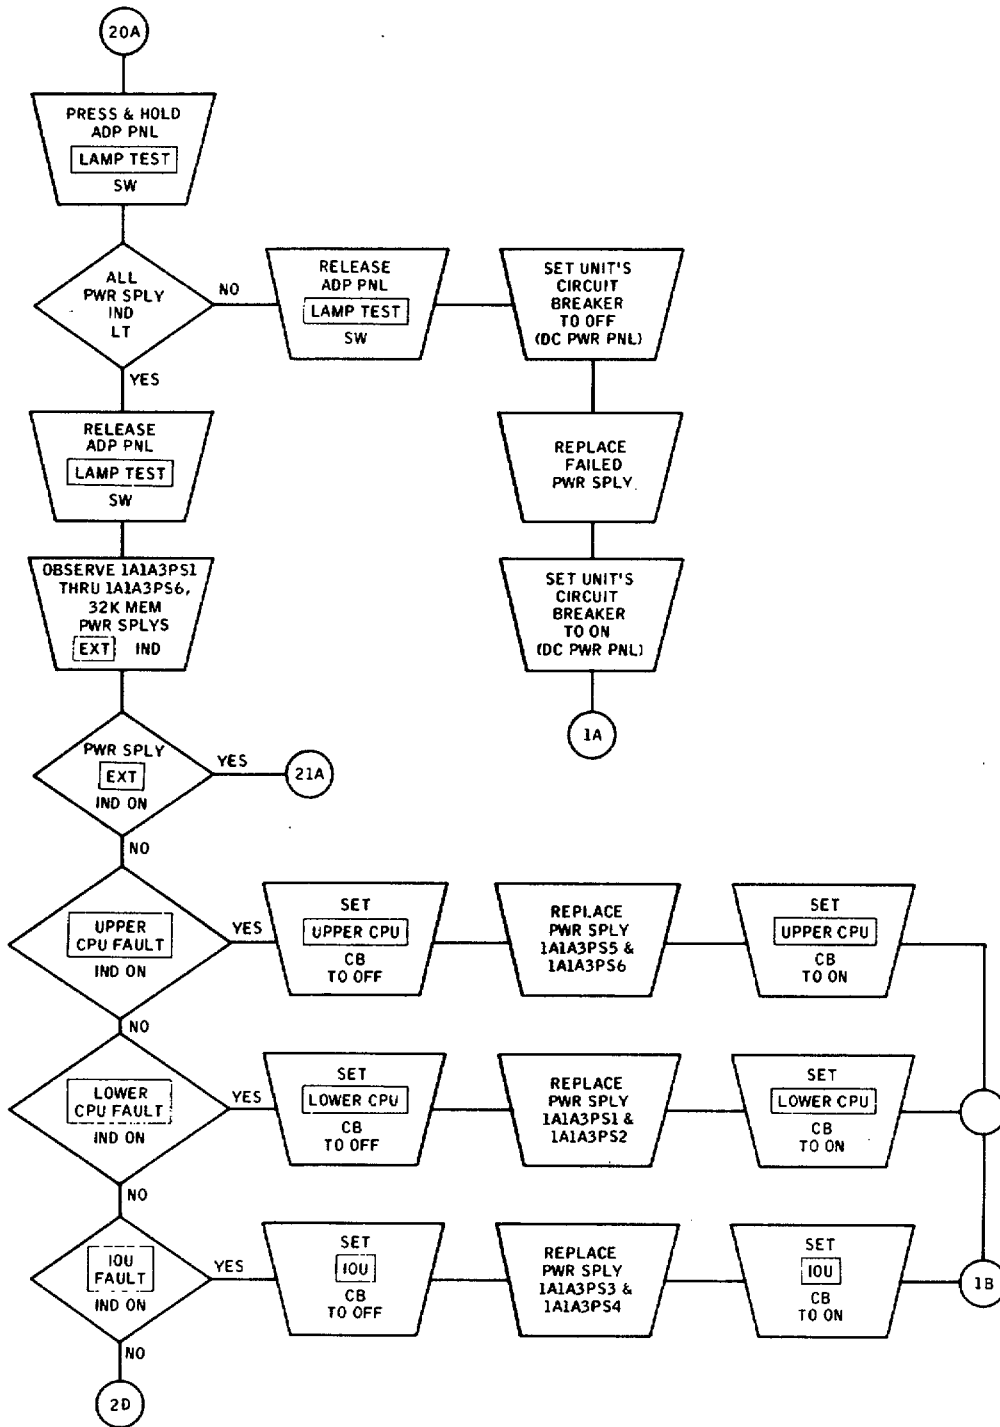 20A
PRESS & HOLD
ADP PNL
LAMP TEST
SW
ALL
PWR SPLY
IND
LT
NO
RELEASE
ADP PNL
LAMP TEST
SW
SET UNIT'S
CIRCUIT
BREAKER
TO OFF
(DC PWR PNL)
YES
RELEASE
ADP PNL
LAMP TEST
SW
REPLACE
FAILED
PWR SPLY
OBSERVE 1A1A3PS1
THRU 1A1A3PS6,
32K MEM
PWR SPLYS
EXT IND
SET UNIT'S
CIRCUIT
BREAKER
TO ON
(DC PWR PNL)
1A
PWR SPLY
EXT
IND ON
YES
21A
NO
UPPER
CPU FAULT
IND ON
YES
SET
UPPER CPU
CB
TO OFF
REPLACE
PWR SPLY
1A1A3PS5 &
1A1A3PS6
SET
UPPER CPU
CB
TO ON
NO
LOWER
CPU FAULT
IND ON
YES
SET
LOWER CPU
CB
TO OFF
REPLACE
PWR SPLY
1A1A3PS1 &
1A1A3PS2
SET
LOWER CPU
CB
TO ON
NO
IOU
FAULT
IND ON
YES
SET
IOU
CB
TO OFF
REPLACE
PWR SPLY
1A1A3PS3 &
1A1A3PS4
SET
IOU
CB
TO ON
1B
NO
2D